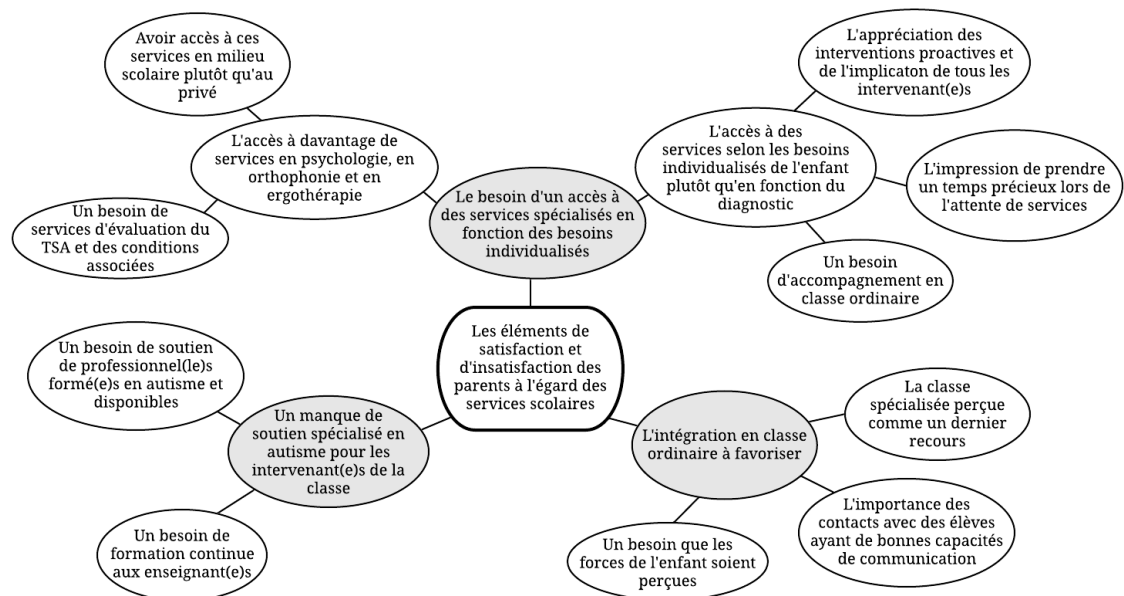 Avoir accès à ces
services en milieu
scolaire plutôt qu'au
privé
L'accès à davantage de
services en psychologie, en
orthophonie et en
ergothérapie
Un besoin de
services d'évaluation du
TSA et des conditions
associées
Le besoin d'un accès à
des services spécialisés en
fonction des besoins
individualisés
L'accès à des
services selon les besoins
individualisés de l'enfant
plutôt qu'en fonction du
diagnostic
L'appréciation des
interventions proactives et
de l'implicaton de tous les
intervenant(e)s
L'impression de prendre
un temps précieux lors de
l'attente de services
Un besoin
d'accompagnement en
classe ordinaire
Les éléments de
satisfaction et
d'insatisfaction des
parents à l'égard des
services scolaires
Un besoin de soutien
de professionnel(le)s
formé(e)s en autisme et
disponibles
Un manque de
soutien spécialisé en
autisme pour les
intervenant(e)s de la
classe
Un besoin de
formation continue
aux enseignant(e)s
L'intégration en classe
ordinaire à favoriser
La classe
spécialisée perçue
comme un dernier
recours
L'importance des
contacts avec des élèves
ayant de bonnes capacités
de communication
Un besoin que les
forces de l'enfant soient
perçues